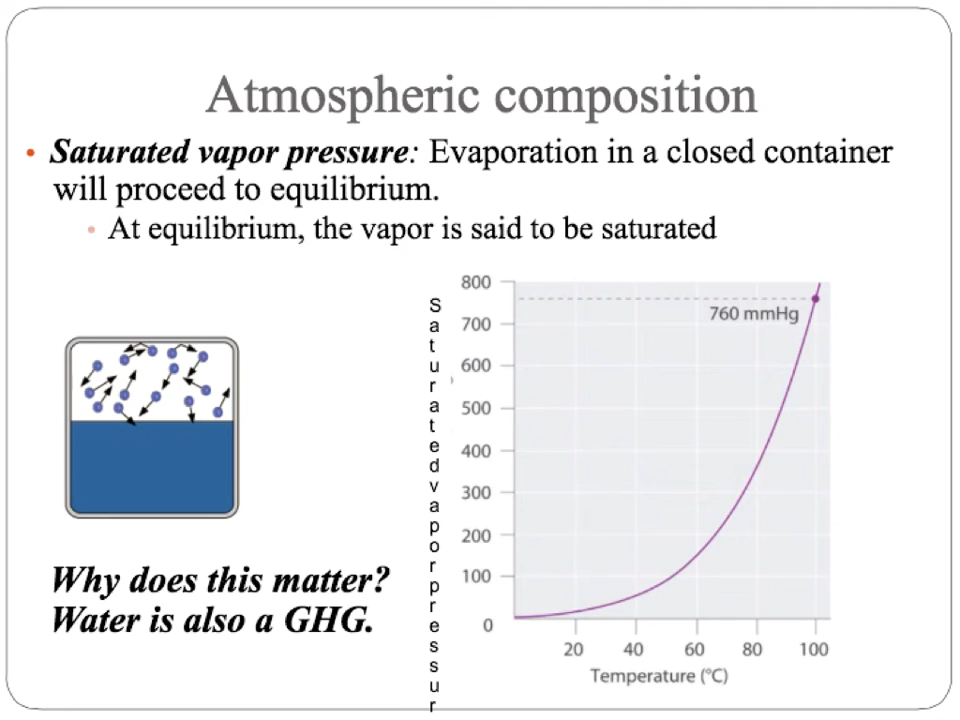 Atmospheric composition
• Saturated vapor pressure: Evaporation in a closed container
will proceed to equilibrium.
• At equilibrium, the vapor is said to be saturated
Saturatedvaporpressur
800
700
600
500
400
300
200
100
0
760 mmHg
20 40 60 80 100
Temperature (°C)
Why does this matter?
Water is also a GHG.